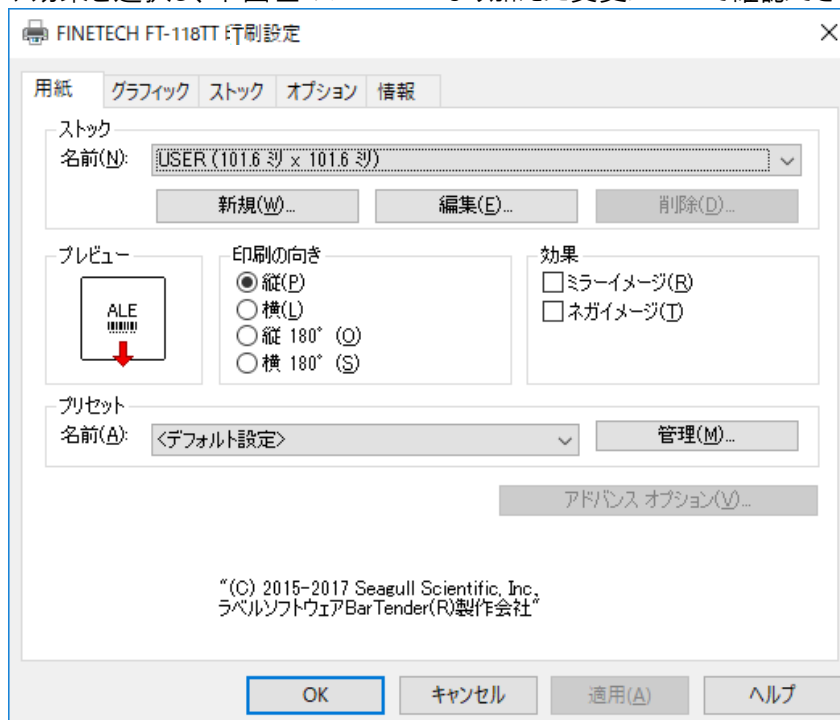 FINETECH FT-118TT 印刷設定
用紙 グラフィック ストック オプション 情報
ストック
名前(N): USER (101.6 ミリ x 101.6 ミリ)
新規(W)... 編集(E)... 削除(D)...
プレビュー 印刷の向き 効果
ALE
縦(P)
横(L)
縦 180° (O)
横 180° (S)
ミラーイメージ(R)
ネガイメージ(T)
プリセット
名前(A): <デフォルト設定> 管理(M)...
アドバンス オプション(V)...
"(C) 2015-2017 Seagull Scientific, Inc.
ラベルソフトウェアBarTender(R)製作会社"
OK キャンセル 適用(A) ヘルプ